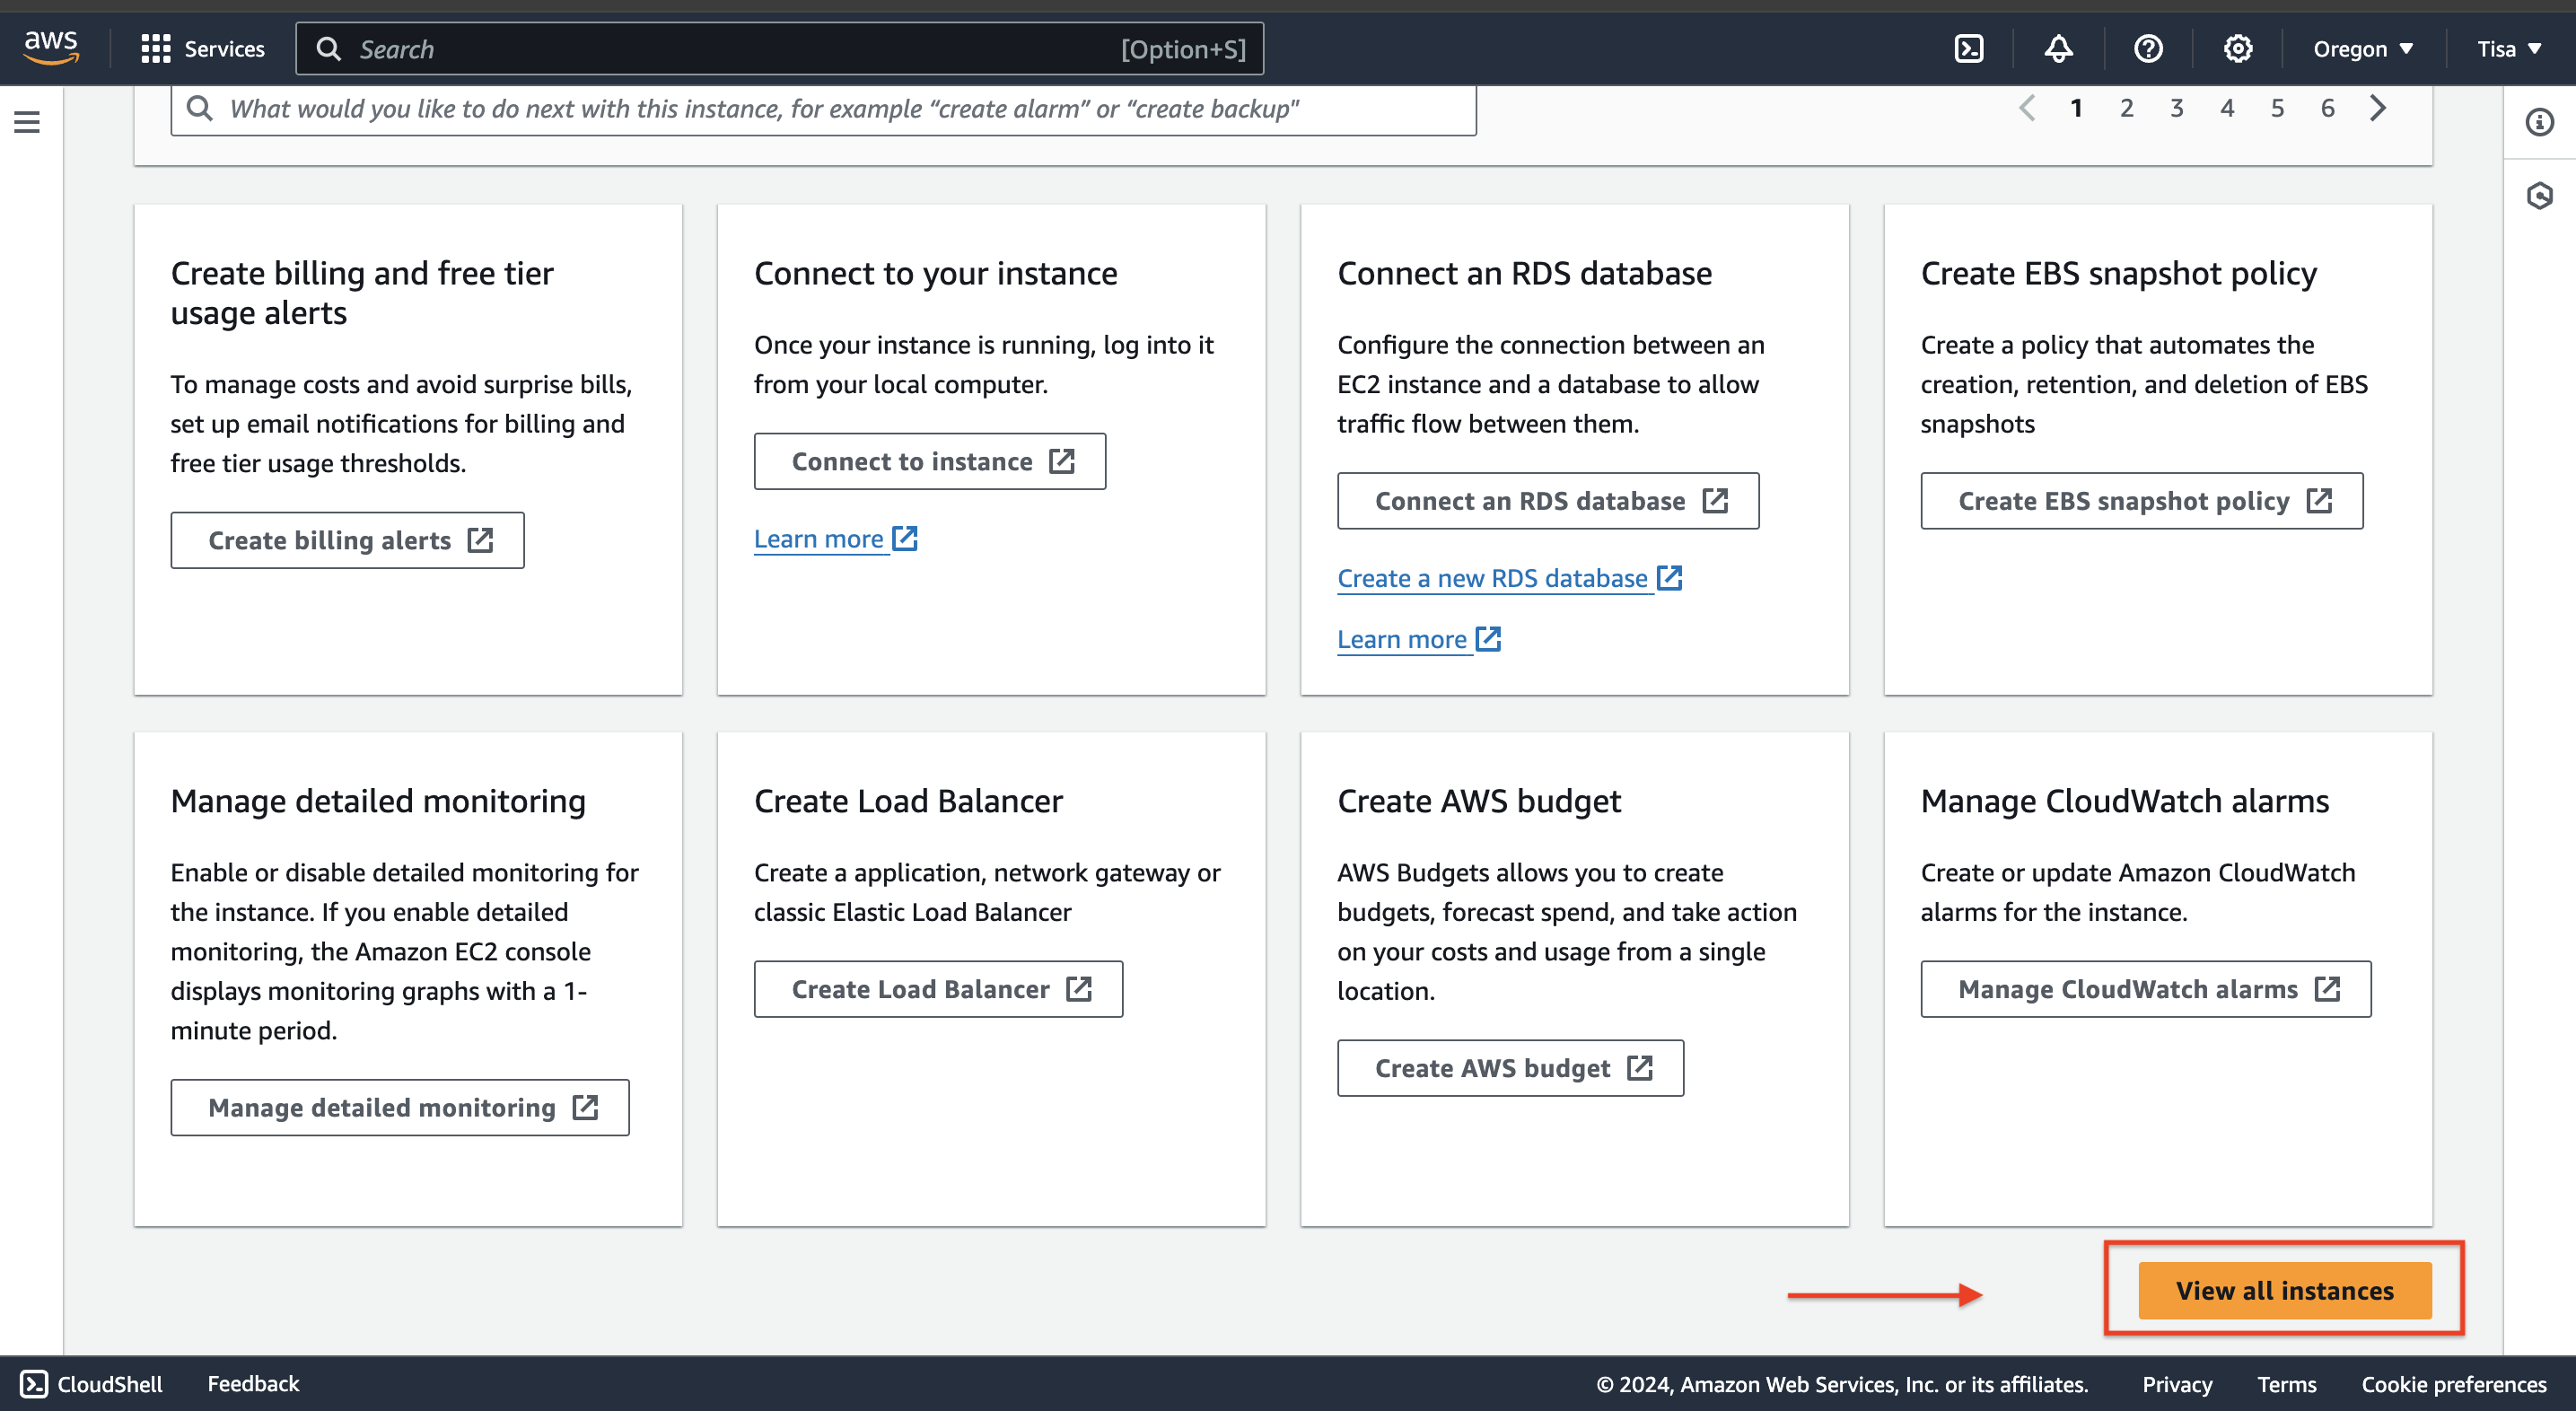 aws Services Search [Option+S] Oregon Tisa
What would you like to do next with this instance, for example “create alarm” or “create backup" 1 2 3 4 5 6
Create billing and free tier
usage alerts
To manage costs and avoid surprise bills,
set up email notifications for billing and
free tier usage thresholds.
Create billing alerts
Connect to your instance
Once your instance is running, log into it
from your local computer.
Connect to instance
Learn more
Connect an RDS database
Configure the connection between an
EC2 instance and a database to allow
traffic flow between them.
Connect an RDS database
Create a new RDS database
Learn more
Create EBS snapshot policy
Create a policy that automates the
creation, retention, and deletion of EBS
snapshots
Create EBS snapshot policy
Manage detailed monitoring
Enable or disable detailed monitoring for
the instance. If you enable detailed
monitoring, the Amazon EC2 console
displays monitoring graphs with a 1-
minute period.
Manage detailed monitoring
Create Load Balancer
Create a application, network gateway or
classic Elastic Load Balancer
Create Load Balancer
Create AWS budget
AWS Budgets allows you to create
budgets, forecast spend, and take action
on your costs and usage from a single
location.
Create AWS budget
Manage CloudWatch alarms
Create or update Amazon CloudWatch
alarms for the instance.
Manage CloudWatch alarms
View all instances
CloudShell Feedback © 2024, Amazon Web Services, Inc. or its affiliates. Privacy Terms Cookie preferences